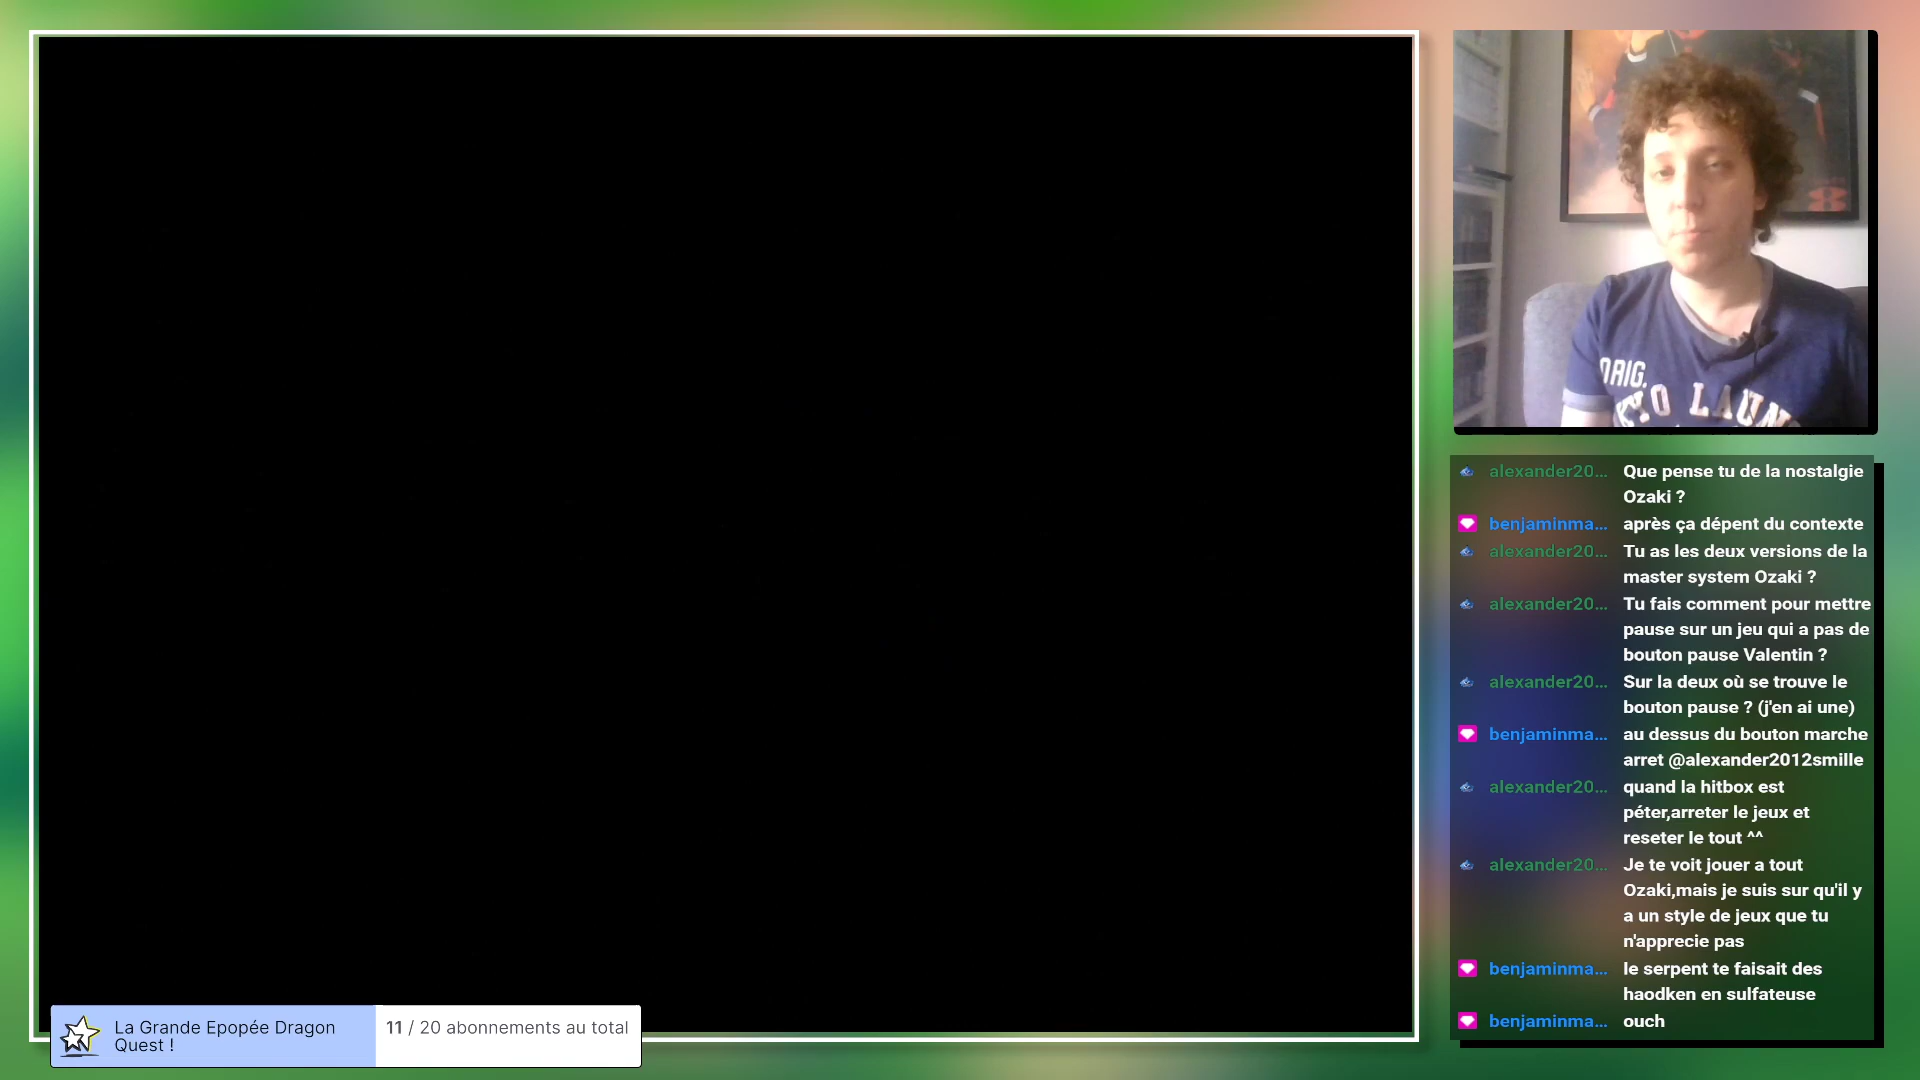 ORIG.
KYO LAUN
alexander20... Que pense tu de la nostalgie
Ozaki ?
benjaminma... après ça dépent du contexte
alexander20... Tu as les deux versions de la
master system Ozaki ?
alexander20... Tu fais comment pour mettre
pause sur un jeu qui a pas de
bouton pause Valentin ?
alexander20... Sur la deux où se trouve le
bouton pause ? (j'en ai une)
benjaminma... au dessus du bouton marche
arret @alexander2012smille
alexander20... quand la hitbox est
péter,arreter le jeux et
reseter le tout ^^
alexander20... Je te voit jouer a tout
Ozaki,mais je suis sur qu'il y
a un style de jeux que tu
n'apprecie pas
benjaminma... le serpent te faisait des
haodken en sulfateuse
benjaminma... ouch
La Grande Epopée Dragon
Quest !
11 / 20 abonnements au total